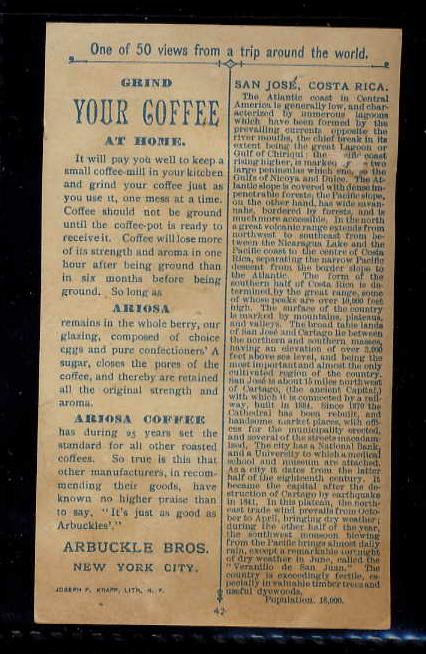 One of 50 views from a trip around the world.
GRIND
YOUR COFFEE
AT HOME.
It will pay you well to keep a
small coffee-mill in your kitchen
and grind your coffee just as
you use it, one mess at a time.
Coffee should not be ground
until the coffee-pot is ready to
receive it. Coffee will lose more
of its strength and aroma in one
hour after being ground than
in six months before being
ground. So long as
ARIOSA
remains in the whole berry, our
glazing, composed of choice
eggs and pure confectioners' A
sugar, closes the pores of the
coffee, and thereby are retained
all the original strength and
aroma.
ARIOSA COFFEE
has during 25 years set the
standard for all other roasted
coffees. So true is this that
other manufacturers, in recom-
mending their goods, have
known no higher praise than
to say, "It's just as good as
Arbuckles'."
ARBUCKLE BROS.
NEW YORK CITY.
JOSEPH P. KNAPP, LITH, N. Y.
SAN JOSÉ, COSTA RICA.
The Atlantic coast in Central
America is generally low, and char-
acterized by numerous lagoons
which have been formed by the
prevailing currents opposite the
river mouths, the chief break in its
extent being the great Lagoon or
Gulf of Chiriqui: the coast
rising higher, is marked two
large peninsulas which the
Gulfs of Nicoya and Dulce. The At-
lantic slope is covered with dense im-
penetrable forests; the Pacific slope,
on the other hand, has wide savan-
nahs, bordered by forests, and is
much more accessible. In the north
a great volcanic range extends from
northwest to southeast from be-
tween the Nicaragua Lake and the
Pacific coast to the centre of Costa
Rica, separating the narrow Pacific
descent from the border slope to
the Atlantic. The form of the
southern half of Costa Rica is de-
termined by the great range, some
of whose peaks are over 10,000 feet
high. The surface of the country
is marked by mountains, plateaus,
and valleys. The broad table lands
of San José and Cartago lie between
the northern and southern masses,
having an elevation of over 3,000
feet above sea level, and being the
most important and almost the only
cultivated region of the country.
San José is about 15 miles northwest
of Cartago, (the ancient Capital,)
with which it is connected by a rail-
way, built in 1884. Since 1870 the
Cathedral has been rebuilt, and
handsome market places, with offi-
ces for the municipality erected,
and several of the streets macadam-
ized. The city has a National Bank,
and a University to which a medical
school and museum are attached.
As a city it dates from the latter
half of the eighteenth century. It
became the capital after the de-
struction of Cartago by earthquake
in 1841. In this plateau, the north-
east trade wind prevails from Octo-
ber to April, bringing dry weather;
during the other half of the year,
the southwest monsoon blowing
from the Pacific brings almost daily
rain, except a remarkable fortnight
of dry weather in June, called the
"Veranillo de San Juan." The
country is exceedingly fertile, es-
pecially in valuable timber trees and
useful dyewoods.
Population, 18,000.
42